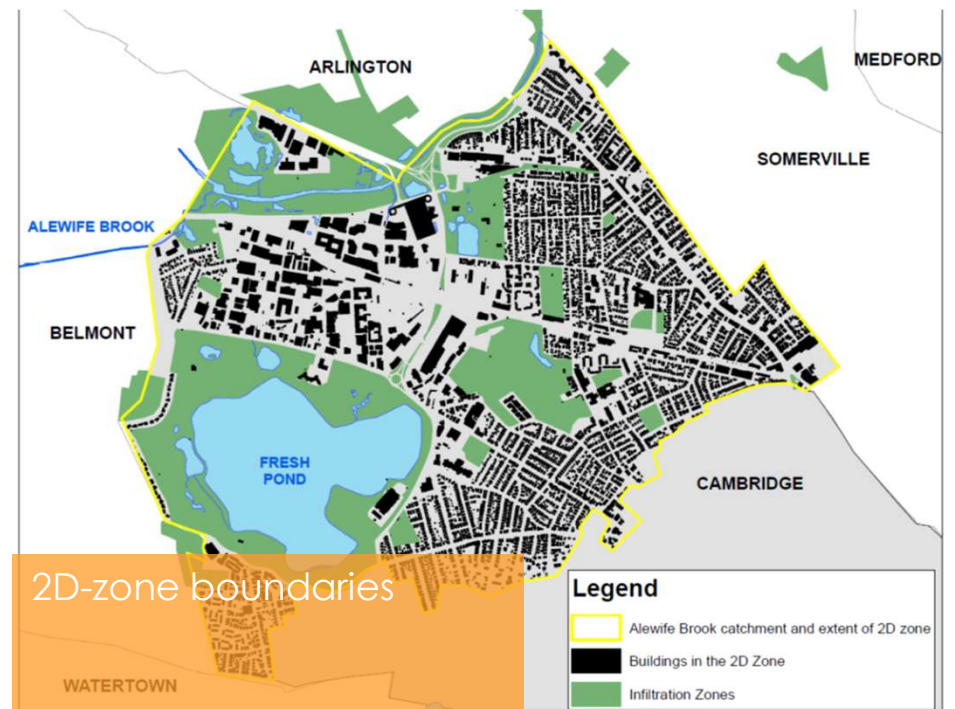 ARLINGTON
MEDFORD
SOMERVILLE
ALEWIFE BROOK
BELMONT
FRESH
POND
CAMBRIDGE
2D-zone boundaries
WATERTOWN
Legend
Alewife Brook catchment and extent of 2D zone
Buildings in the 2D Zone
Infiltration Zones